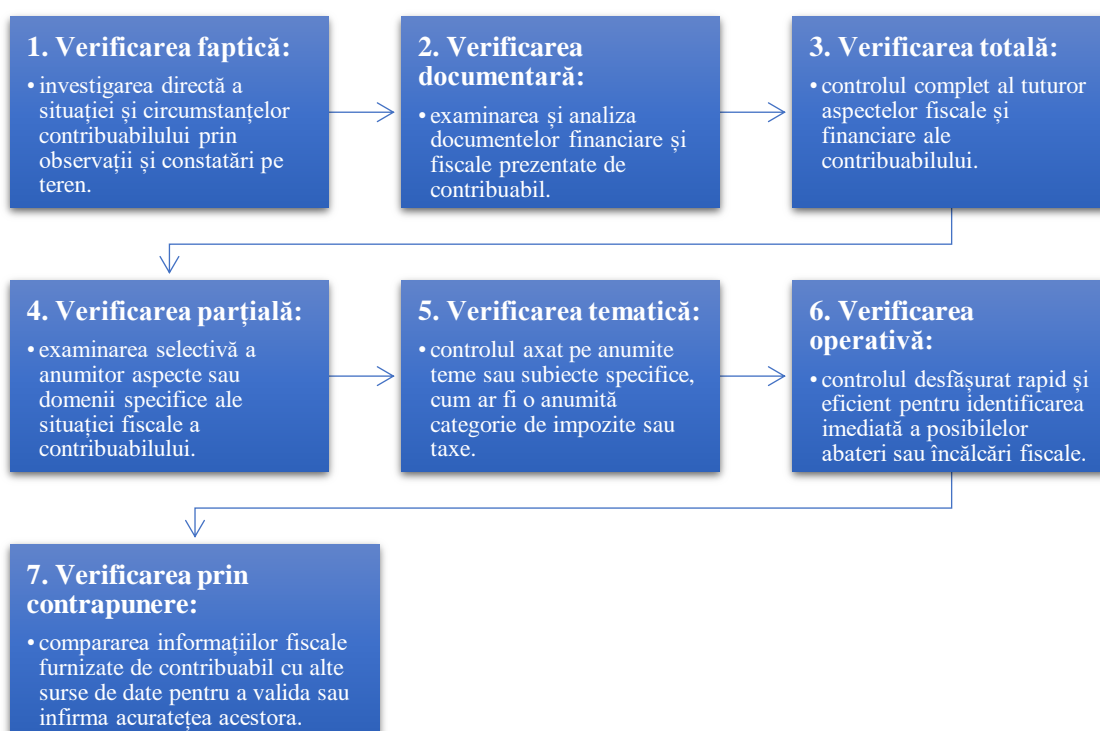 1. Verificarea faptică:
• investigarea directă a
situației și circumstanțelor
contribuabilului prin
observații și constatări pe
teren.
2. Verificarea
documentară:
• examinarea și analiza
documentelor financiare și
fiscale prezentate de
contribuabil.
3. Verificarea totală:
• controlul complet al tuturor
aspectelor fiscale și
financiare ale
contribuabilului.
4. Verificarea parțială:
• examinarea selectivă a
anumitor aspecte sau
domenii specifice ale
situației fiscale a
contribuabilului.
5. Verificarea tematică:
• controlul axat pe anumite
teme sau subiecte specifice,
cum ar fi o anumită
categorie de impozite sau
taxe.
6. Verificarea
operativă:
• controlul desfășurat rapid și
eficient pentru identificarea
imediată a posibilelor
abateri sau încălcări fiscale.
7. Verificarea prin
contrapunere:
• compararea informațiilor fiscale
furnizate de contribuabil cu alte
surse de date pentru a valida sau
infirma acuratețea acestora.